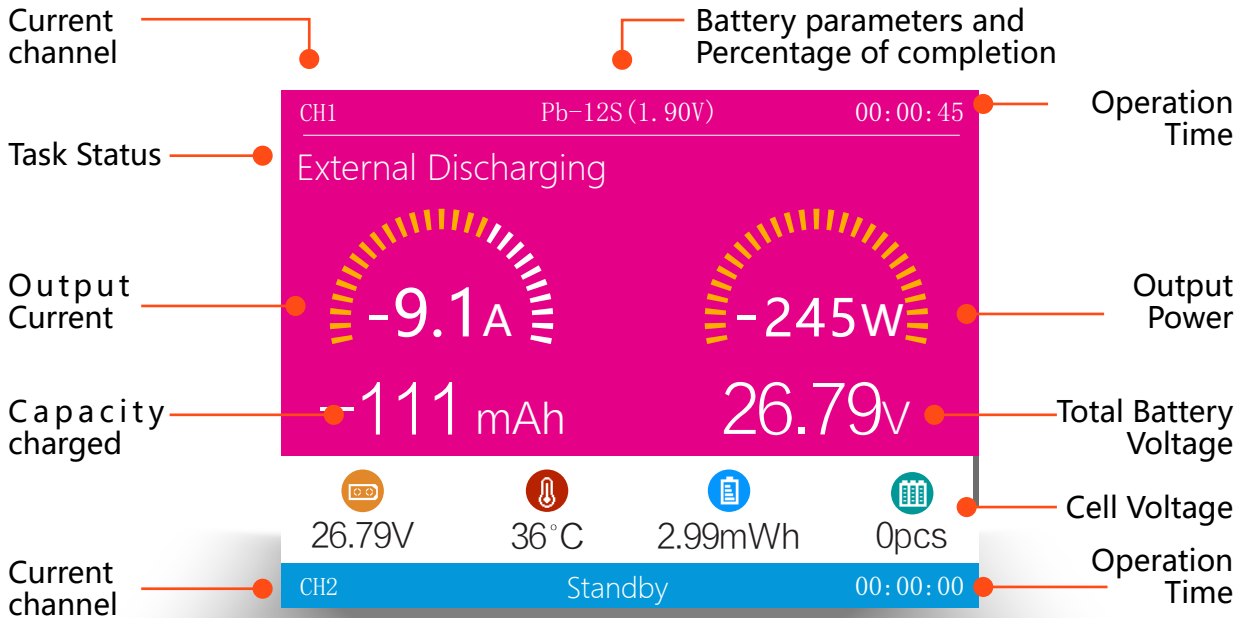 Current
channel
Battery parameters and
Percentage of completion
CH1
Pb-12S(1.90V)
00:00:45
Operation
Time
Task Status
External Discharging
Output
Current
-9.1A
-245W
Output
Power
Capacity
charged
-111 mAh
26.79V
Total Battery
Voltage
26.79V
36°C
2.99mWh
0pcs
Cell Voltage
Current
channel
CH2
Standby
00:00:00
Operation
Time